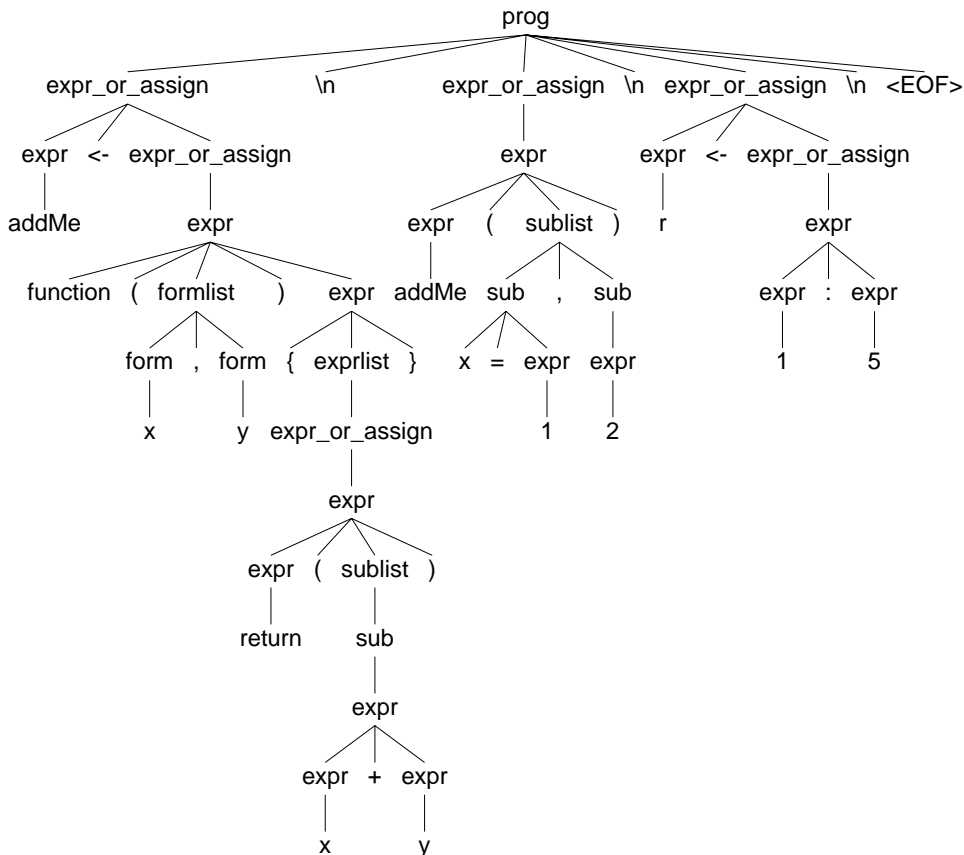 prog
expr_or_assign \n expr_or_assign \n expr_or_assign \n <EOF>
expr <- expr_or_assign expr expr <- expr_or_assign
addMe expr expr ( sublist ) r expr
function ( formlist ) expr addMe sub , sub expr : expr
form , form { exprlist } x = expr expr 1 5
x y expr_or_assign 1 2
expr
expr ( sublist )
return sub
expr
expr + expr
x y